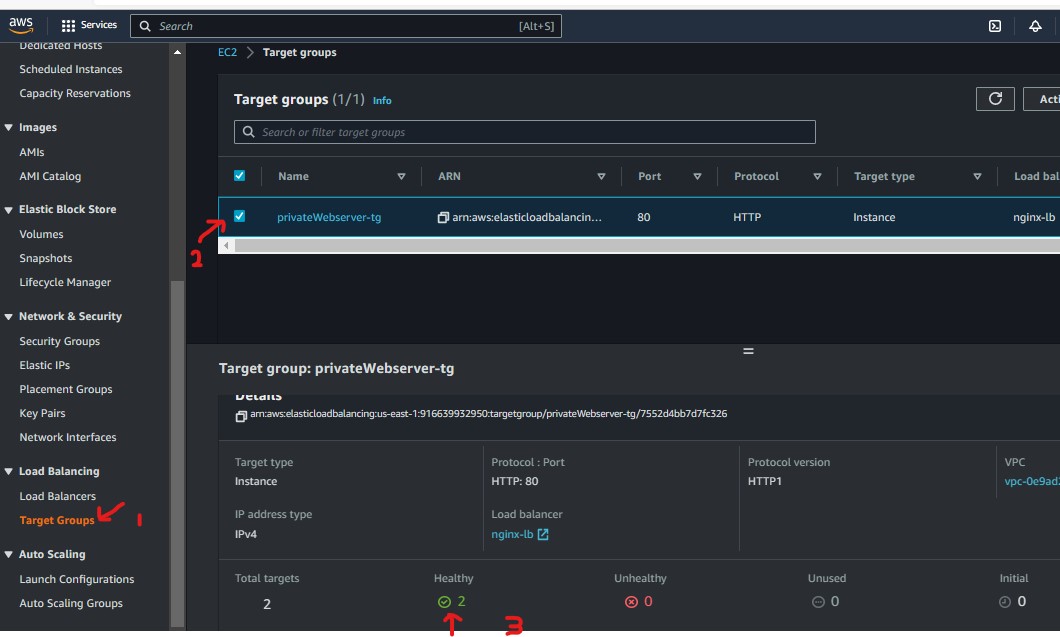 aws
Services
Search
[Alt+S]
Dedicated Hosts
Scheduled Instances
Capacity Reservations
Images
AMIs
AMI Catalog
Elastic Block Store
Volumes
Snapshots
Lifecycle Manager
Network & Security
Security Groups
Elastic IPs
Placement Groups
Key Pairs
Network Interfaces
Load Balancing
Load Balancers
Target Groups
1
Auto Scaling
Launch Configurations
Auto Scaling Groups
EC2 > Target groups
Target groups (1/1) Info
Acti
Search or filter target groups
Name ARN Port Protocol Target type Load bal
2
privateWebserver-tg arn:aws:elasticloadbalancin... 80 HTTP Instance nginx-lb
Target group: privateWebserver-tg
Details
arn:aws:elasticloadbalancing:us-east-1:916639932950:targetgroup/privateWebserver-tg/7552d4bb7d7fc326
Target type Protocol : Port Protocol version VPC
Instance HTTP: 80 HTTP1 vpc-0e9ad
IP address type Load balancer
IPv4 nginx-lb
Total targets Healthy Unhealthy Unused Initial
2 2 0 0 0
3